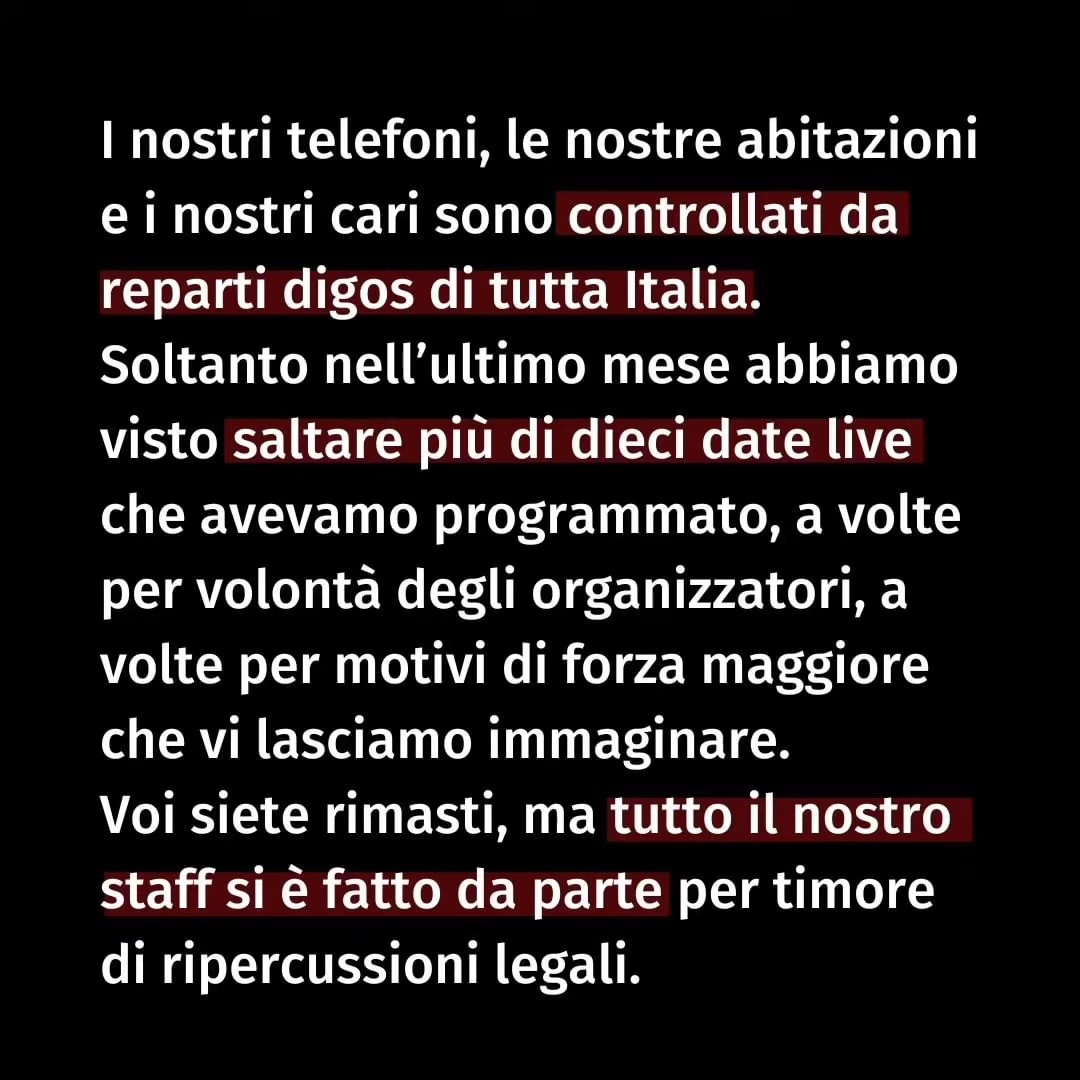 I nostri telefoni, le nostre abitazioni
e i nostri cari sono controllati da
reparti digos di tutta Italia.
Soltanto nell’ultimo mese abbiamo
visto saltare più di dieci date live
che avevamo programmato, a volte
per volontà degli organizzatori, a
volte per motivi di forza maggiore
che vi lasciamo immaginare.
Voi siete rimasti, ma tutto il nostro
staff si è fatto da parte per timore
di ripercussioni legali.